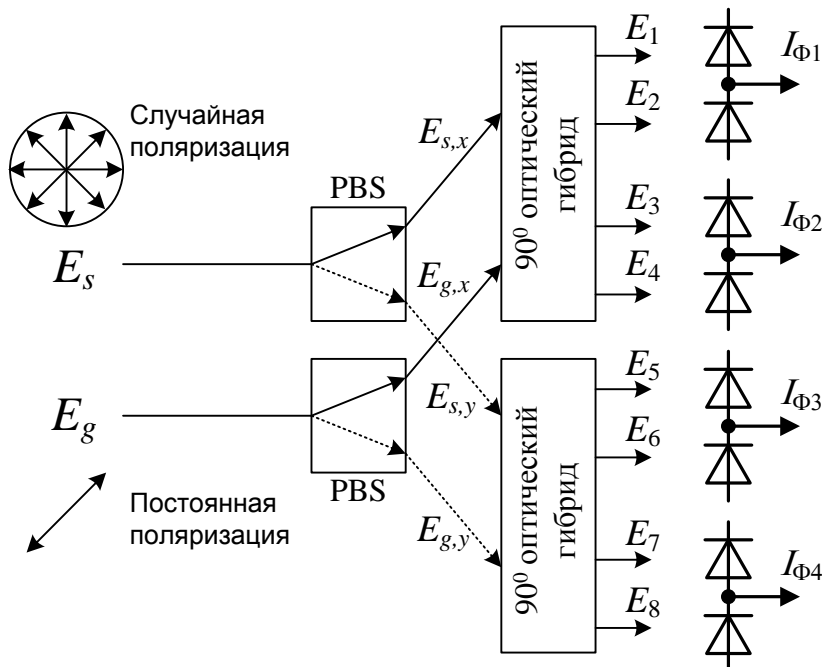 Случайная
поляризация
E_s
PBS
E_{s,x}
E_{g,x}
90⁰ оптический
гибрид
E_1
E_2
E_3
E_4
I_{Ф1}
I_{Ф2}
E_g
Постоянная
поляризация
PBS
E_{s,y}
E_{g,y}
90⁰ оптический
гибрид
E_5
E_6
E_7
E_8
I_{Ф3}
I_{Ф4}